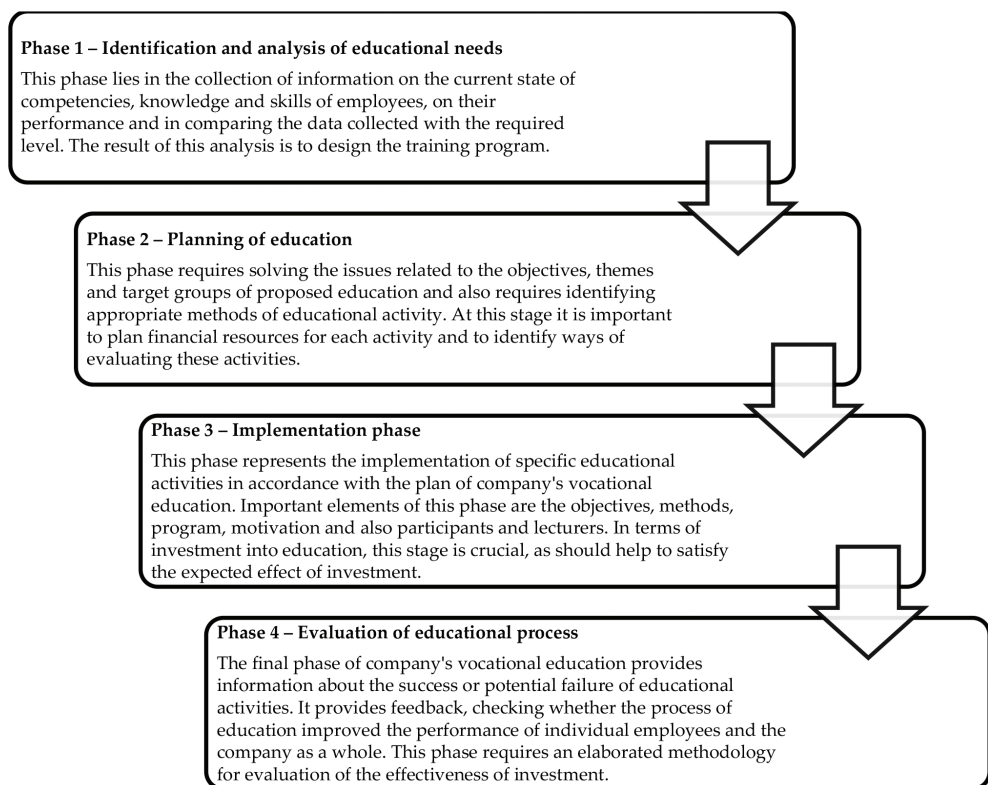 Phase 1 – Identification and analysis of educational needs
This phase lies in the collection of information on the current state of
competencies, knowledge and skills of employees, on their
performance and in comparing the data collected with the required
level. The result of this analysis is to design the training program.
Phase 2 – Planning of education
This phase requires solving the issues related to the objectives, themes
and target groups of proposed education and also requires identifying
appropriate methods of educational activity. At this stage it is important
to plan financial resources for each activity and to identify ways of
evaluating these activities.
Phase 3 – Implementation phase
This phase represents the implementation of specific educational
activities in accordance with the plan of company's vocational
education. Important elements of this phase are the objectives, methods,
program, motivation and also participants and lecturers. In terms of
investment into education, this stage is crucial, as should help to satisfy
the expected effect of investment.
Phase 4 – Evaluation of educational process
The final phase of company's vocational education provides
information about the success or potential failure of educational
activities. It provides feedback, checking whether the process of
education improved the performance of individual employees and the
company as a whole. This phase requires an elaborated methodology
for evaluation of the effectiveness of investment.